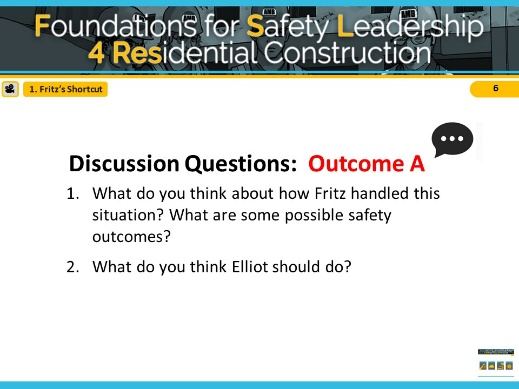 Foundations for Safety Leadership
4 Residential Construction
1. Fritz's Shortcut
6
Discussion Questions: Outcome A
1. What do you think about how Fritz handled this
situation? What are some possible safety
outcomes?
2. What do you think Elliot should do?